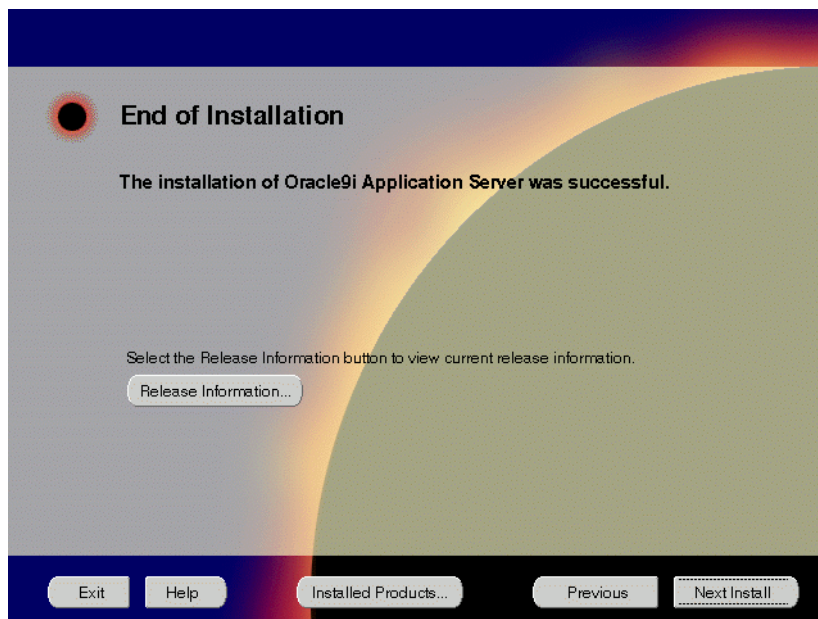 End of Installation
The installation of Oracle9i Application Server was successful.
Select the Release Information button to view current release information.
Release Information...
Exit
Help
Installed Products...
Previous
Next Install